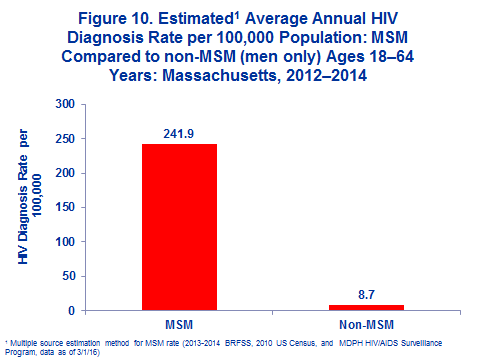 Figure 10. Estimated¹ Average Annual HIV
Diagnosis Rate per 100,000 Population: MSM
Compared to non-MSM (men only) Ages 18–64
Years: Massachusetts, 2012–2014
HIV Diagnosis Rate per
100,000
300
250
200
150
100
50
0
241.9
8.7
MSM
Non-MSM
¹ Multiple source estimation method for MSM rate (2013-2014 BRFSS, 2010 US Census, and MDPH HIV/AIDS Surveillance
Program, data as of 3/1/16)